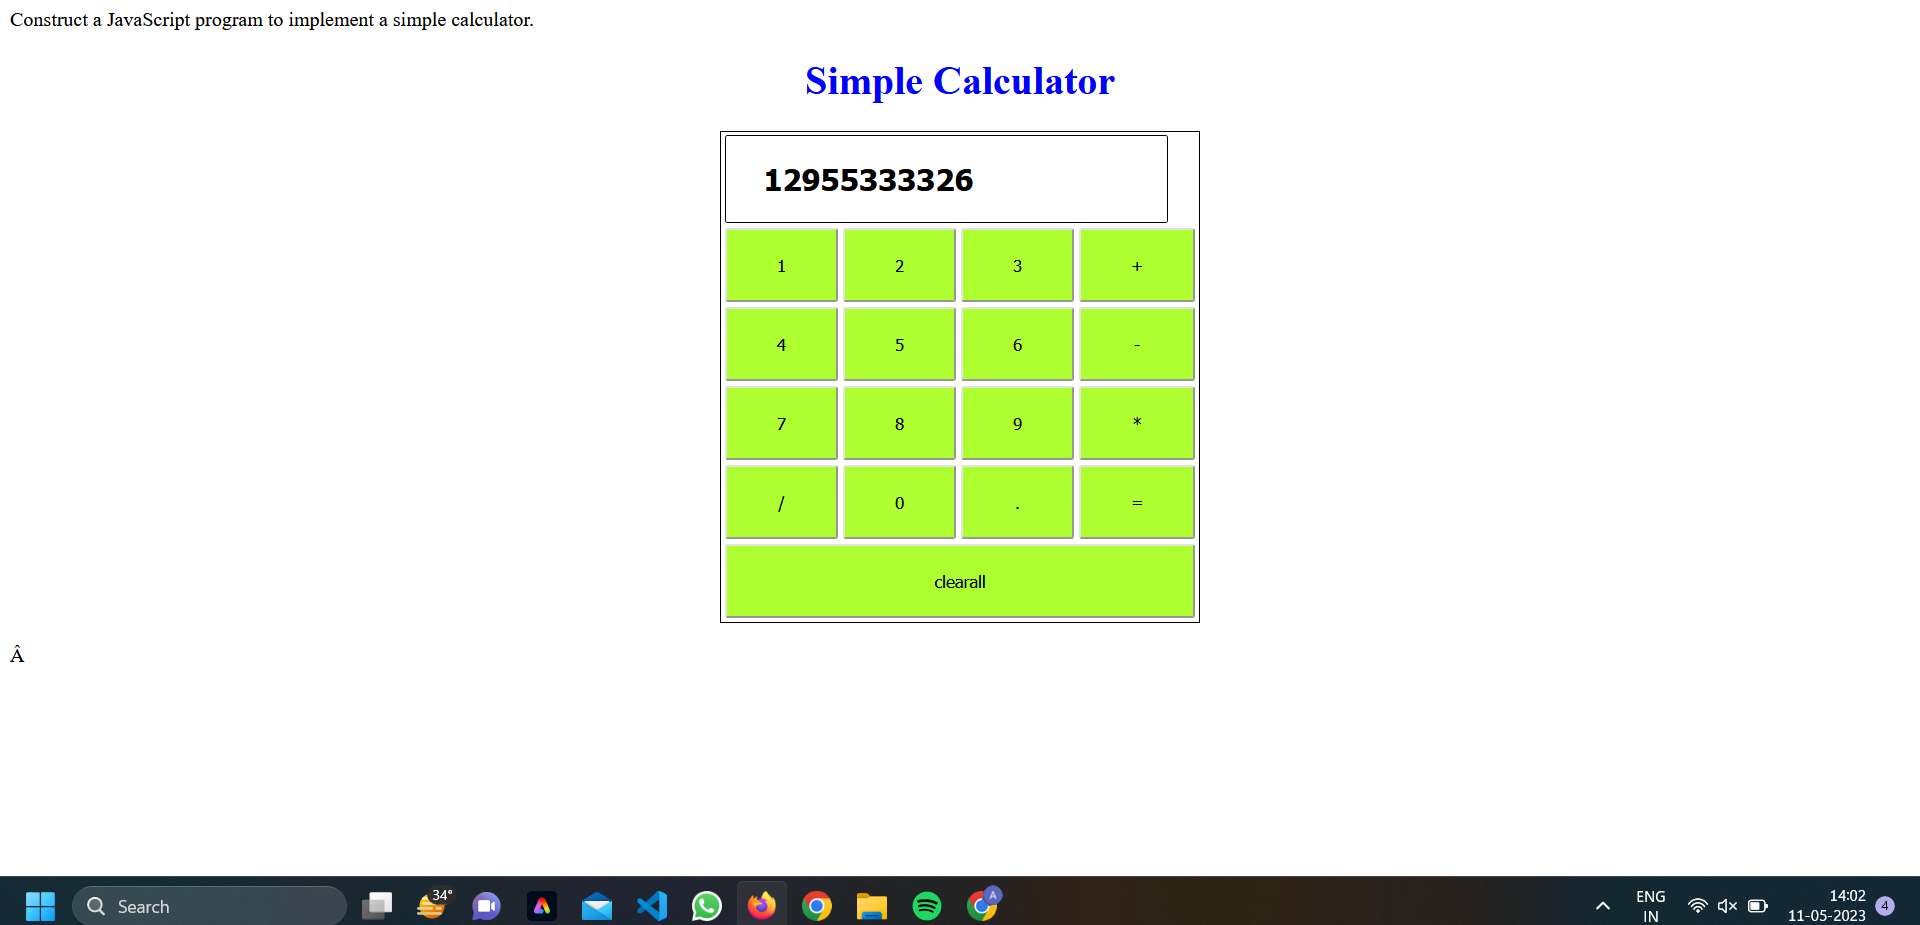 Construct a JavaScript program to implement a simple calculator.
Simple Calculator
12955333326
1 2 3 +
4 5 6 -
7 8 9 *
/ 0 . =
clearall
Â
Search
34°
A
ENG
IN
14:02
11-05-2023
4